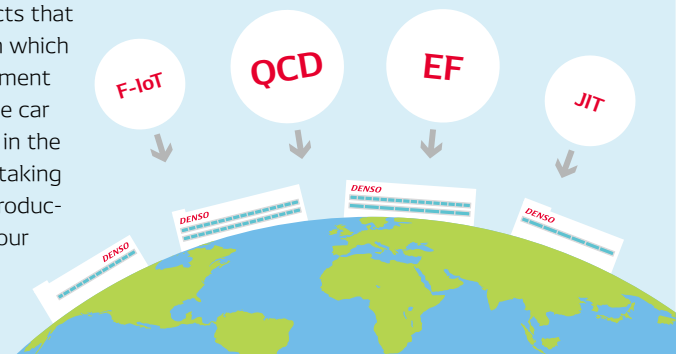 cts that
n which
ment
e car
in the
taking
roduc-
our
F-IoT
QCD
EF
JIT
DENSO
DENSO
DENSO
DENSO